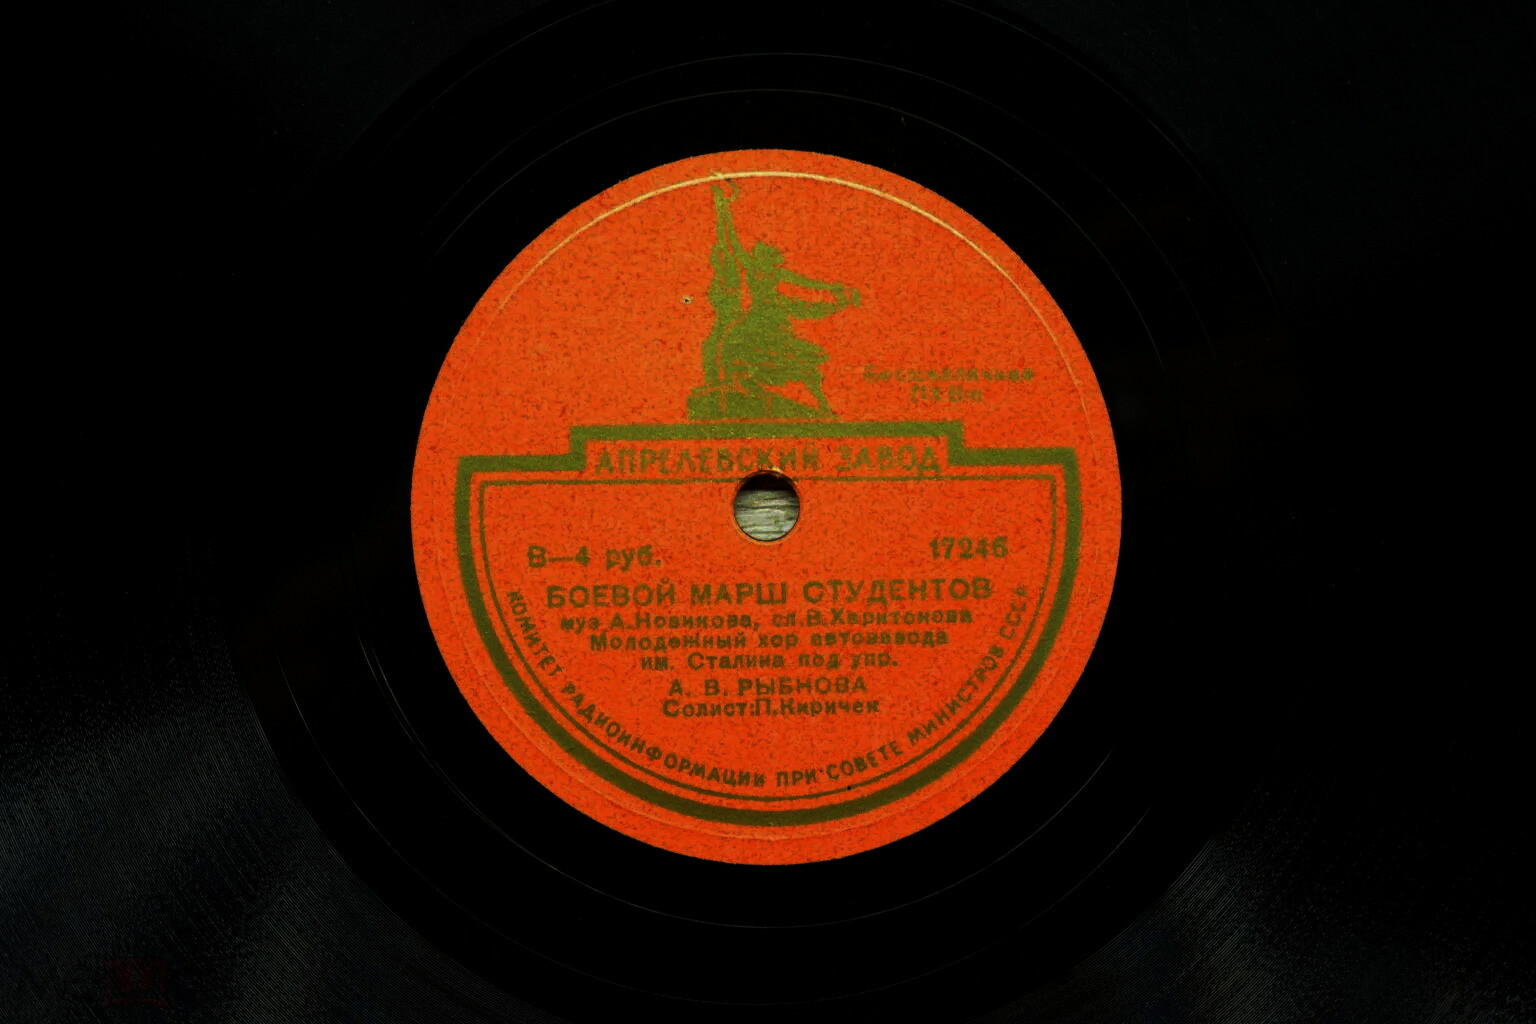 Бесшеллачная
АПРЕЛЕВСКИЙ ЗАВОД
В—4 руб. 17246
БОЕВОЙ МАРШ СТУДЕНТОВ
муз. А. Новикова, сл. В. Харитонова
Молодежный хор автозавода
им. Сталина под упр.
А. В. РЫБНОВА
Солист: П. Киричек
КОМИТЕТ РАДИОИНФОРМАЦИИ ПРИ СОВЕТЕ МИНИСТРОВ СССР